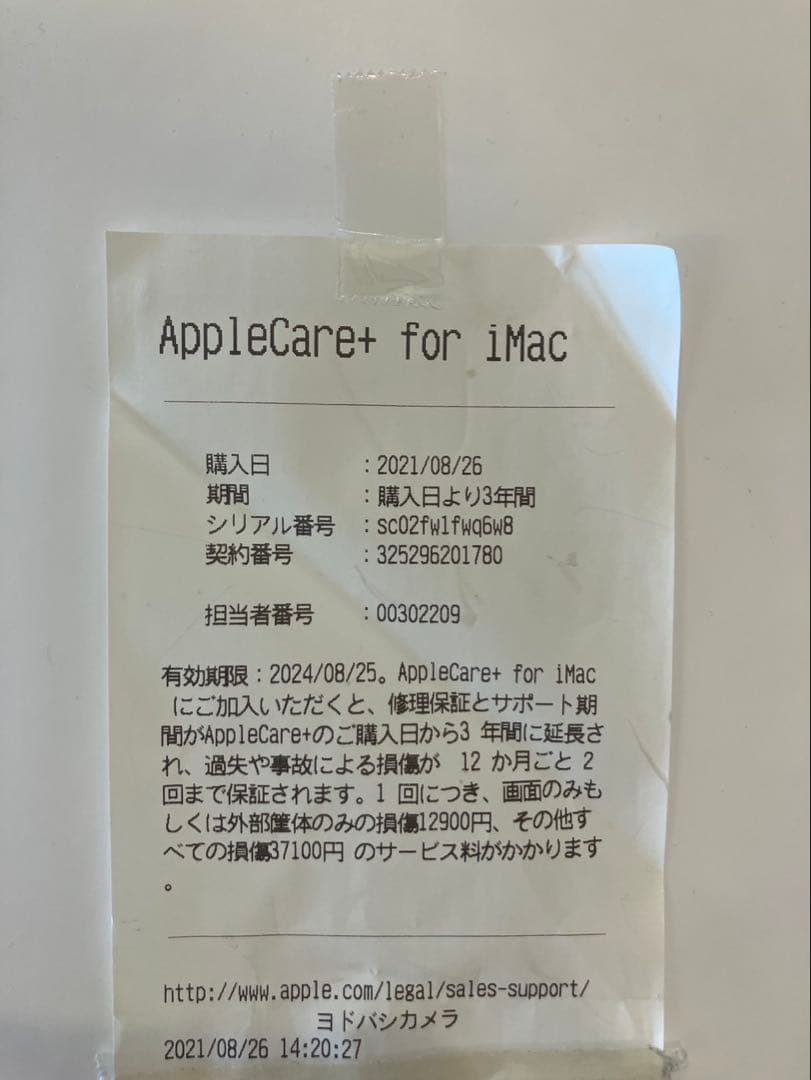 AppleCare+ for iMac
購入日 ：2021/08/26
期間 ：購入日より3年間
シリアル番号 ：sc02fw1fwq6w8
契約番号 ：325296201780
担当者番号 ：00302209
有効期限：2024/08/25。AppleCare+ for iMac
にご加入いただくと、修理保証とサポート期
間がAppleCare+のご購入日から3 年間に延長さ
れ、過失や事故による損傷が 12 か月ごと 2
回まで保証されます。1 回につき、画面のみも
しくは外部筐体のみの損傷12900円、その他す
べての損傷37100円 のサービス料がかかります
。
http://www.apple.com/legal/sales-support/
ヨドバシカメラ
2021/08/26 14:20:27